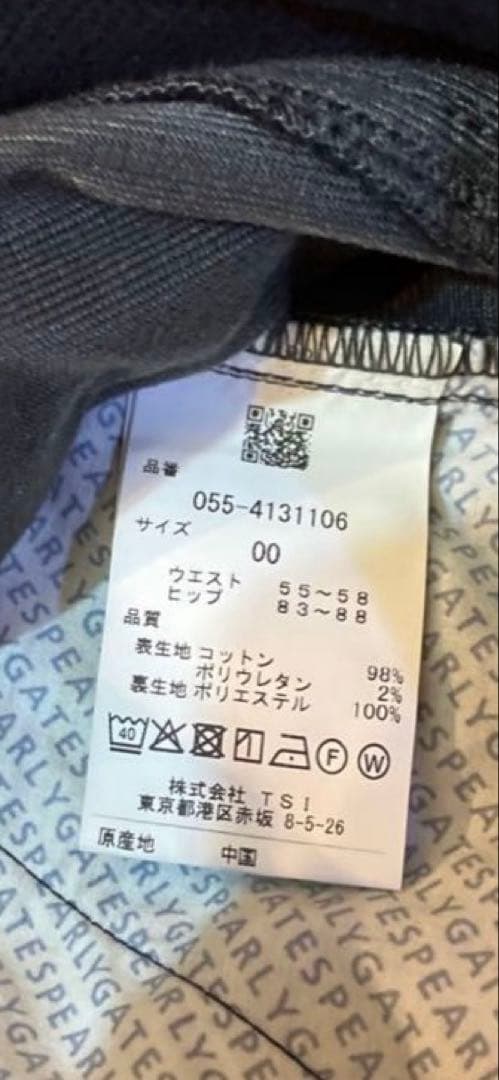 品番
055-4131106
サイズ
00
ウエスト 55~58
ヒップ 83~88
品質
表生地 コットン 98%
ポリウレタン 2%
裏生地 ポリエステル 100%
40
F
W
株式会社 TSI
東京都港区赤坂 8-5-26
原産地 中国
PEARLYGATES